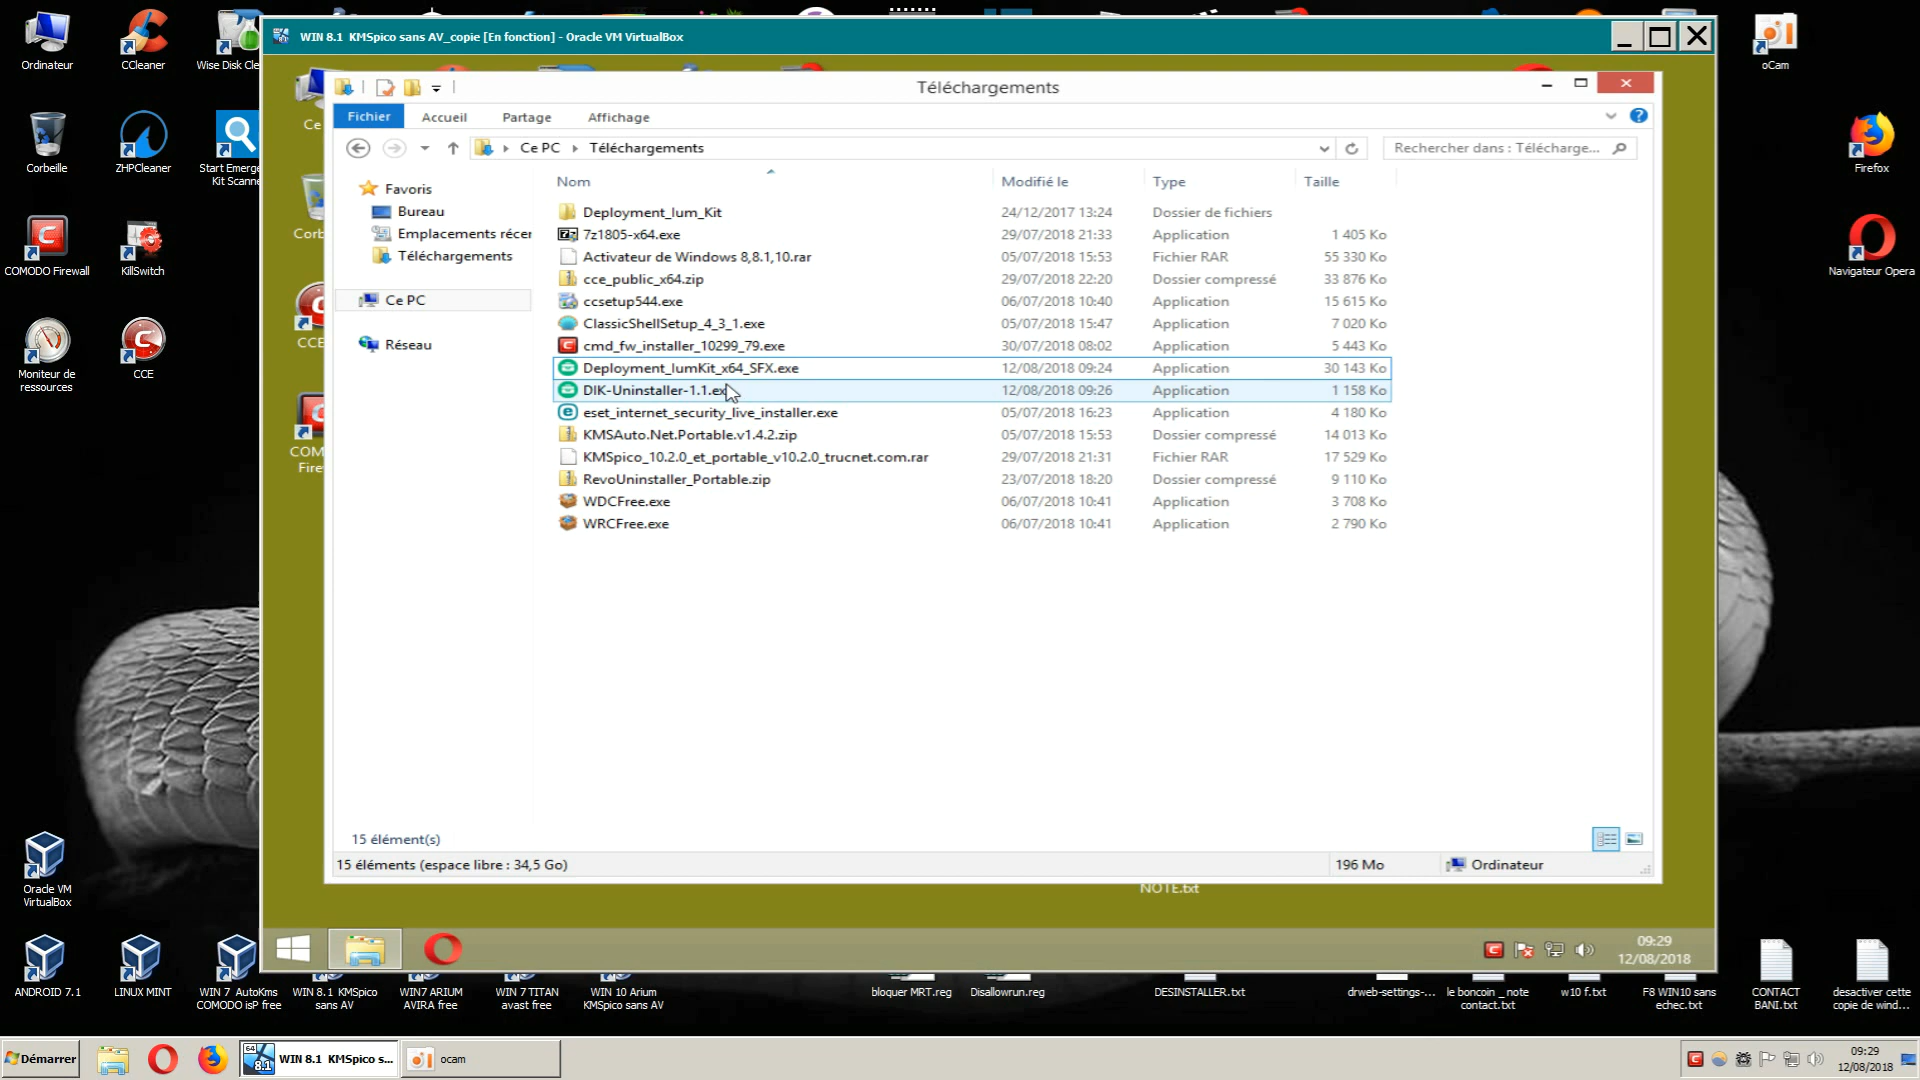 WIN 8.1 KMSpico sans AV_copie [En fonction] - Oracle VM VirtualBox
Ordinateur
CCleaner
Wise Disk Cle
oCam
Corbeille
ZHPCleaner
Start Emerge
Kit Scanne
Firefox
COMODO Firewall
KillSwitch
Navigateur Opera
Moniteur de
ressources
CCE
Ce
Corb
CCE
COM
Fire
Téléchargements
Fichier
Accueil
Partage
Affichage
Ce PC
Téléchargements
Rechercher dans : Télécharge...
Favoris
Bureau
Emplacements récer
Téléchargements
Ce PC
Réseau
Nom Modifié le Type Taille
Deployment_Ium_Kit 24/12/2017 13:24 Dossier de fichiers
7z1805-x64.exe 29/07/2018 21:33 Application 1 405 Ko
Activateur de Windows 8,8.1,10.rar 05/07/2018 15:53 Fichier RAR 55 330 Ko
cce_public_x64.zip 29/07/2018 22:20 Dossier compressé 33 876 Ko
ccsetup544.exe 06/07/2018 10:40 Application 15 615 Ko
ClassicShellSetup_4_3_1.exe 05/07/2018 15:47 Application 7 020 Ko
cmd_fw_installer_10299_79.exe 30/07/2018 08:02 Application 5 443 Ko
Deployment_IumKit_x64_SFX.exe 12/08/2018 09:24 Application 30 143 Ko
DIK-Uninstaller-1.1.ex 12/08/2018 09:26 Application 1 158 Ko
eset_internet_security_live_installer.exe 05/07/2018 16:23 Application 4 180 Ko
KMSAuto.Net.Portable.v1.4.2.zip 05/07/2018 15:53 Dossier compressé 14 013 Ko
KMSpico_10.2.0_et_portable_v10.2.0_trucnet.com.rar 29/07/2018 21:31 Fichier RAR 17 529 Ko
RevoUninstaller_Portable.zip 23/07/2018 18:20 Dossier compressé 9 110 Ko
WDCFree.exe 06/07/2018 10:41 Application 3 708 Ko
WRCFree.exe 06/07/2018 10:41 Application 2 790 Ko
15 élément(s)
15 éléments (espace libre : 34,5 Go)
196 Mo
Ordinateur
NOTE.txt
09:29
12/08/2018
Oracle VM
VirtualBox
ANDROID 7.1
LINUX MINT
WIN 7 AutoKms
COMODO isP free
WIN 8.1 KMSpico
sans AV
WIN7 ARIUM
AVIRA free
WIN 7 TITAN
avast free
WIN 10 Arium
KMSpico sans AV
bloquer MRT.reg
Disallowrun.reg
DESINSTALLER.txt
drweb-settings-...
le boncoin _ note
contact.txt
w10 f.txt
F8 WIN10 sans
echec.txt
CONTACT
BANI.txt
desactiver cette
copie de wind...
Démarrer
64
8.1
WIN 8.1 KMSpico s...
ocam
09:29
12/08/2018